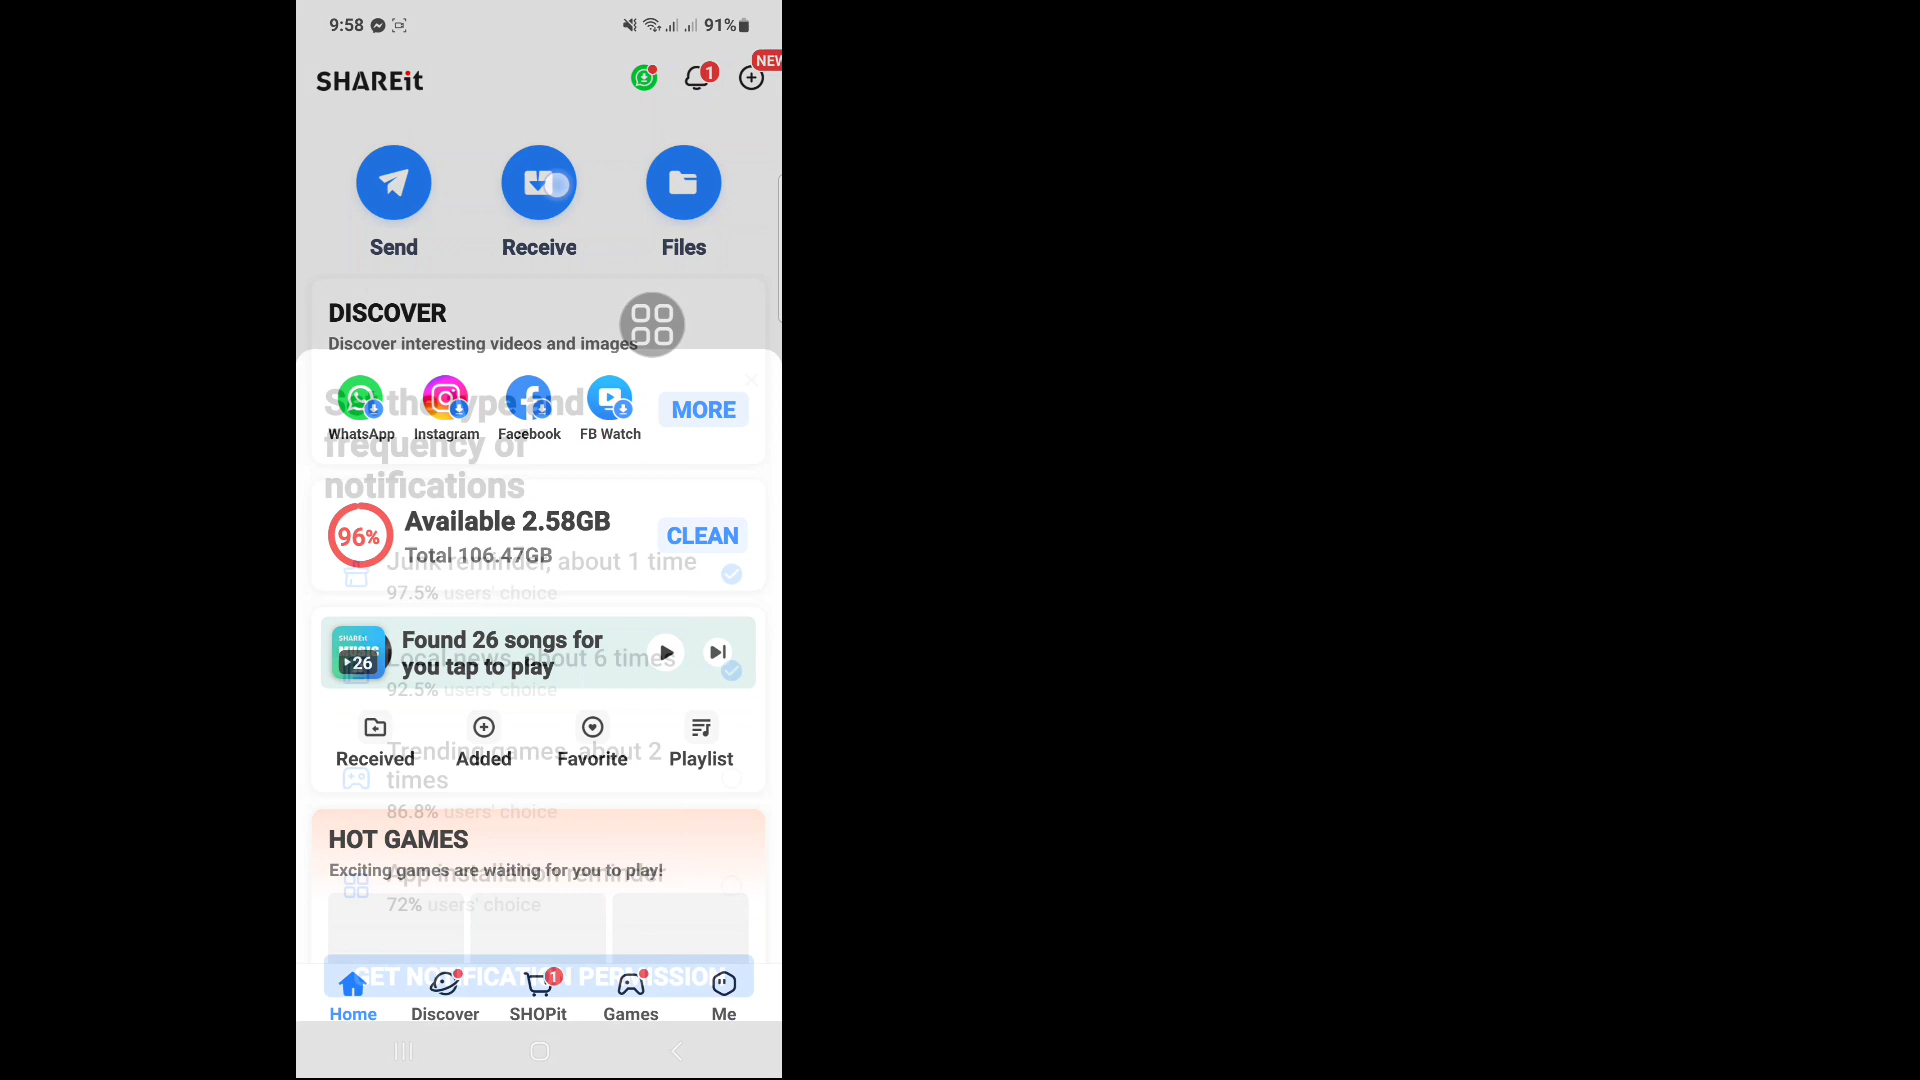 9:58 91%
SHAREit
1
NEW
Send Receive Files
DISCOVER
Discover interesting videos and images
Set the type and
frequency of
notifications
WhatsApp Instagram Facebook FB Watch
MORE
96%
Available 2.58GB
Total 106.47GB
CLEAN
Junk reminder, about 1 time
97.5% users' choice
SHAREit
MUSIC
26
Found 26 songs for
you tap to play
Local news, about 6 times
92.5% users' choice
Received Added Favorite Playlist
Trending games, about 2
times
86.8% users' choice
HOT GAMES
Exciting games are waiting for you to play!
App installation reminder
72% users' choice
GET NOTIFICATION PERMISSION
1
Home Discover SHOPit Games Me